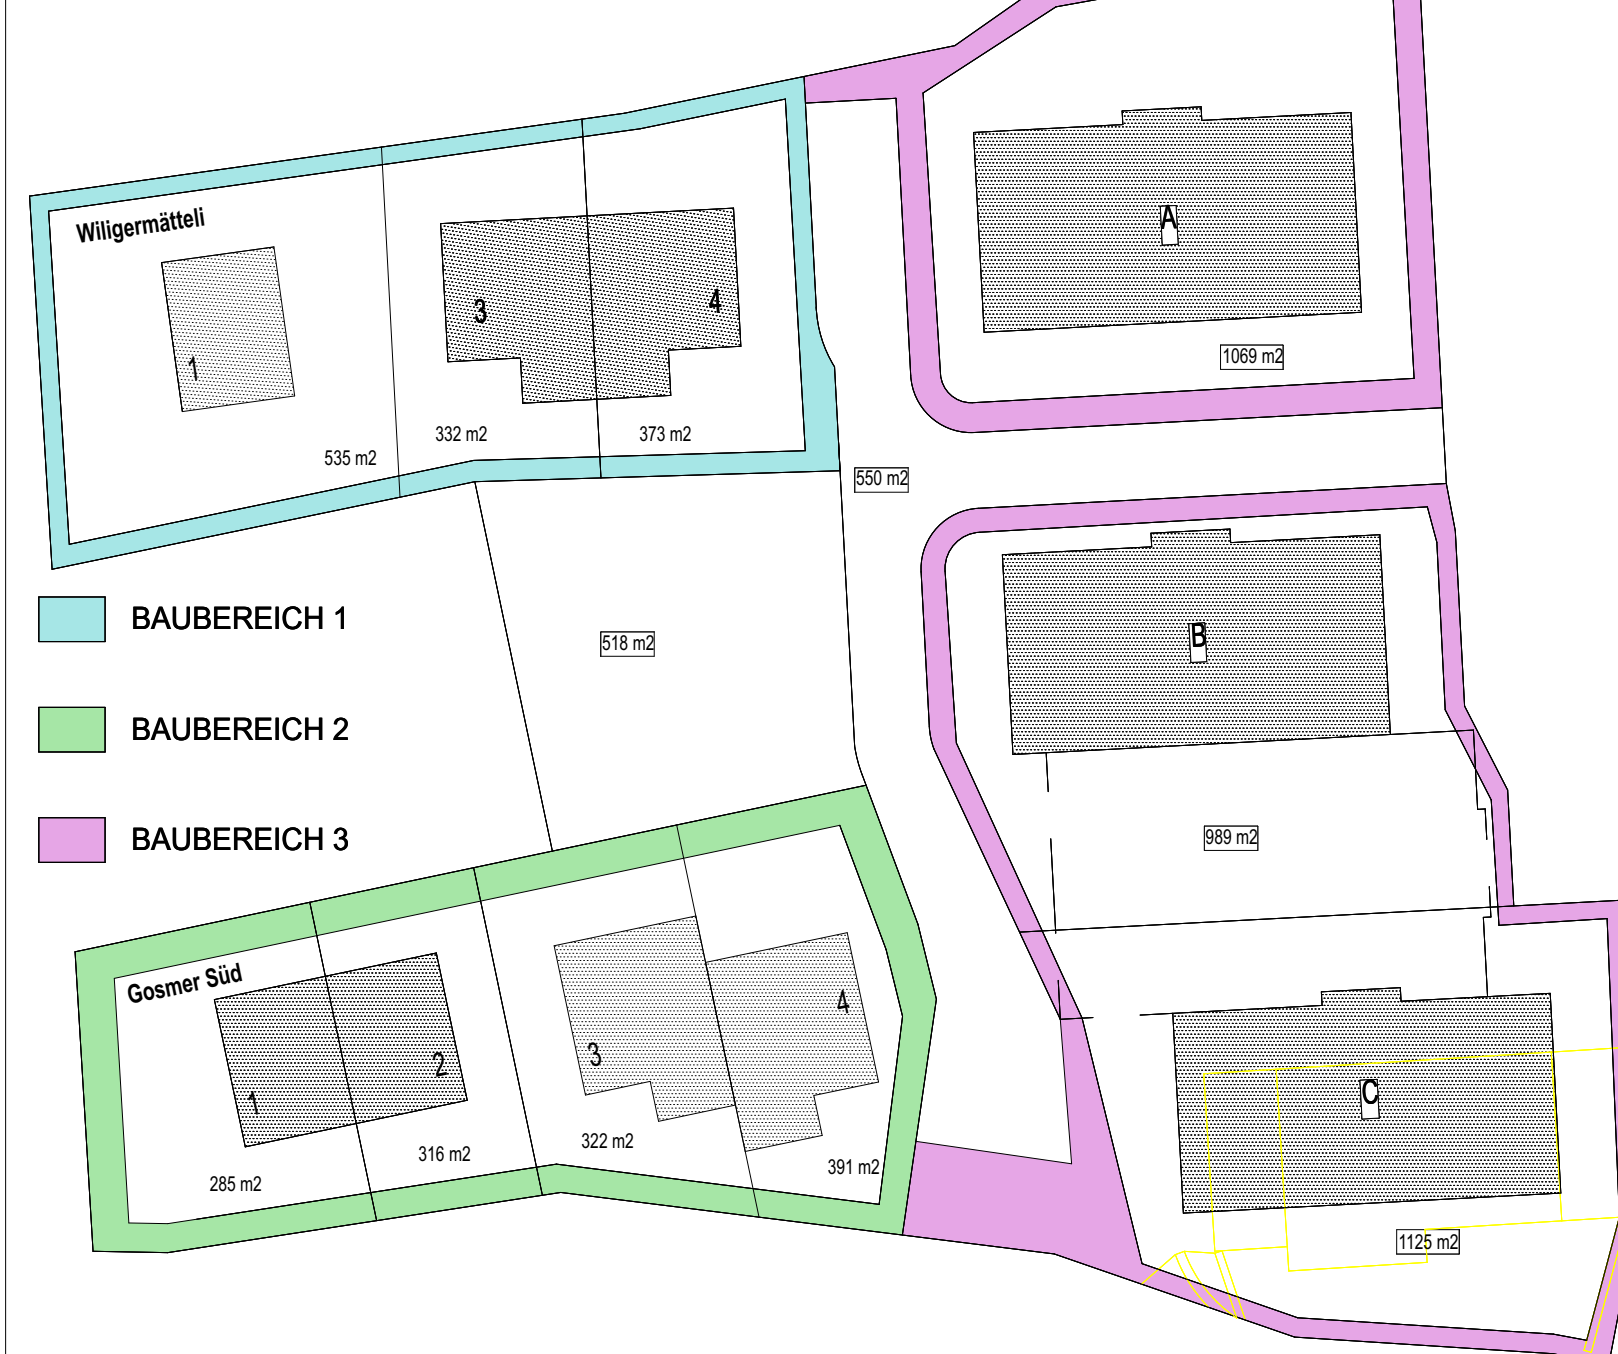 A
Wiligermätteli
3
4
1
1069 m2
332 m2
373 m2
535 m2
550 m2
BAUBEREICH 1
518 m2
B
BAUBEREICH 2
BAUBEREICH 3
989 m2
Gosmer Süd
1
2
3
4
C
285 m2
316 m2
322 m2
391 m2
1125 m2